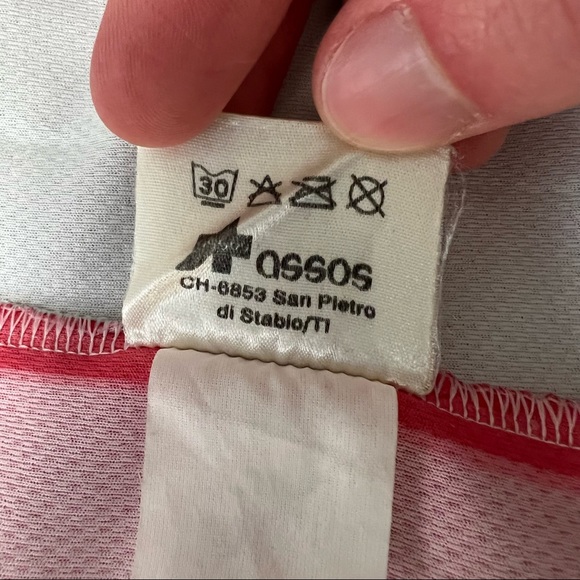 30
assos
CH-6853 San Pietro
di Stabio/TI